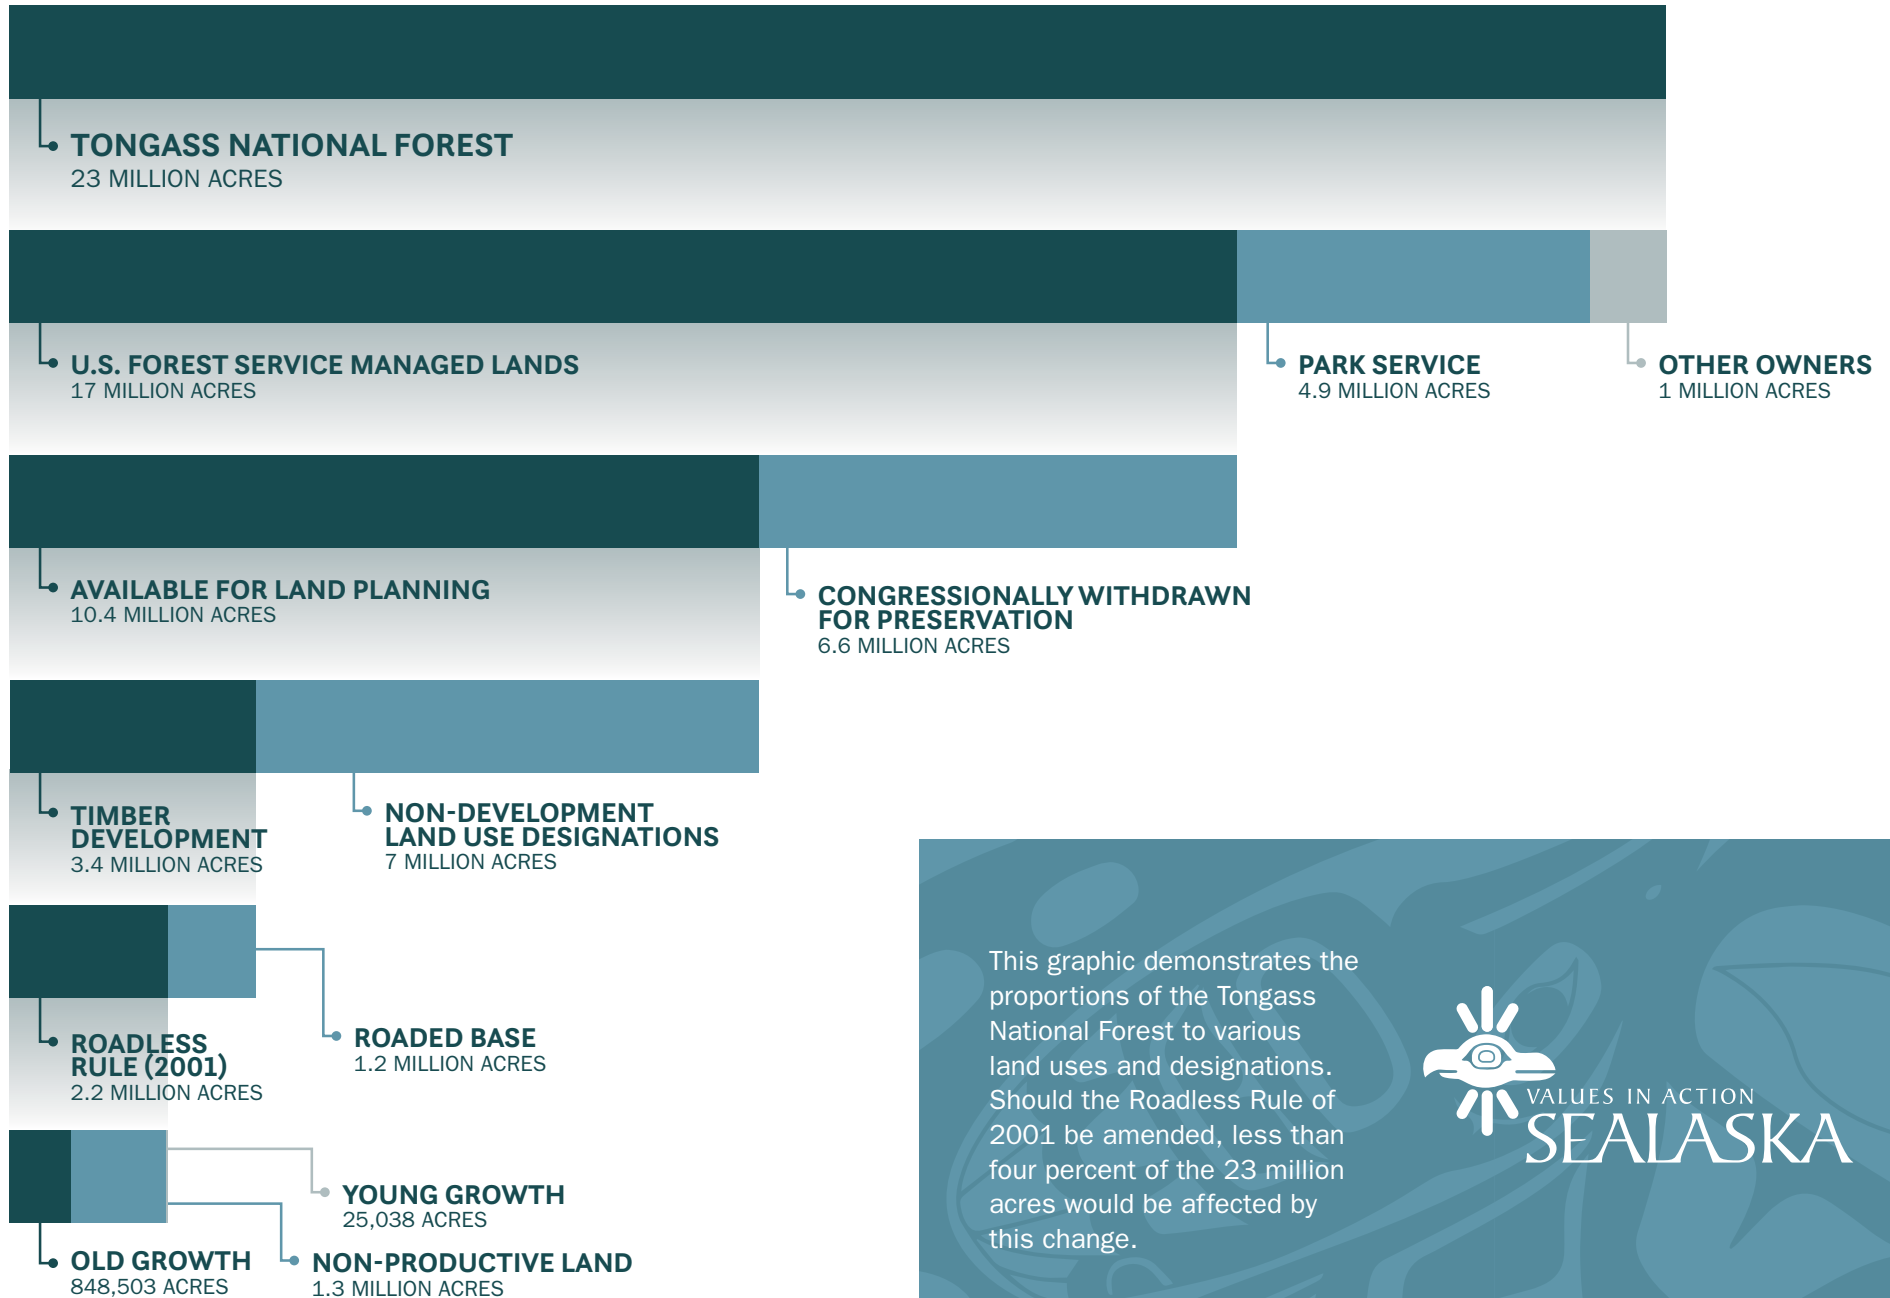 TONGASS NATIONAL FOREST
23 MILLION ACRES
U.S. FOREST SERVICE MANAGED LANDS
17 MILLION ACRES
PARK SERVICE
4.9 MILLION ACRES
OTHER OWNERS
1 MILLION ACRES
AVAILABLE FOR LAND PLANNING
10.4 MILLION ACRES
CONGRESSIONALLY WITHDRAWN
FOR PRESERVATION
6.6 MILLION ACRES
TIMBER
DEVELOPMENT
3.4 MILLION ACRES
NON-DEVELOPMENT
LAND USE DESIGNATIONS
7 MILLION ACRES
ROADLESS
RULE (2001)
2.2 MILLION ACRES
ROADED BASE
1.2 MILLION ACRES
YOUNG GROWTH
25,038 ACRES
OLD GROWTH
848,503 ACRES
NON-PRODUCTIVE LAND
1.3 MILLION ACRES
This graphic demonstrates the
proportions of the Tongass
National Forest to various
land uses and designations.
Should the Roadless Rule of
2001 be amended, less than
four percent of the 23 million
acres would be affected by
this change.
VALUES IN ACTION
SEALASKA